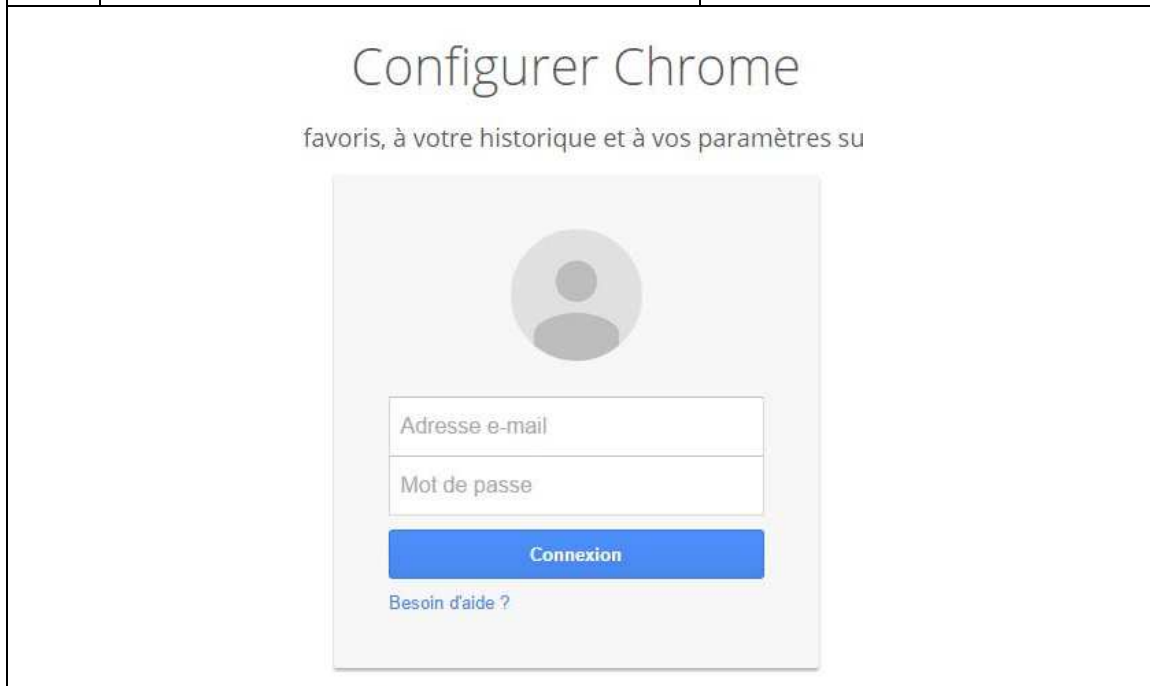 Configurer Chrome
favoris, à votre historique et à vos paramètres su
Adresse e-mail
Mot de passe
Connexion
Besoin d'aide ?